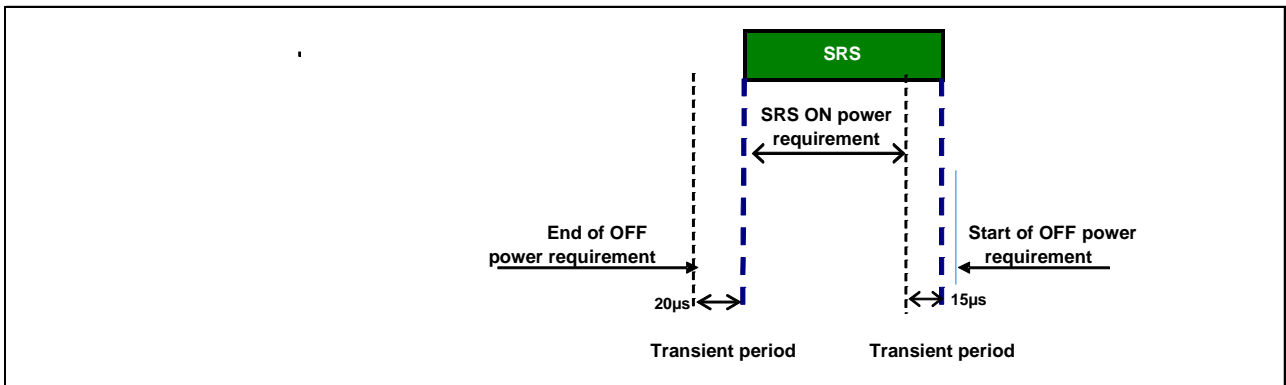 SRS
SRS ON power
requirement
End of OFF
power requirement
Start of OFF power
requirement
20µs
15µs
Transient period
Transient period